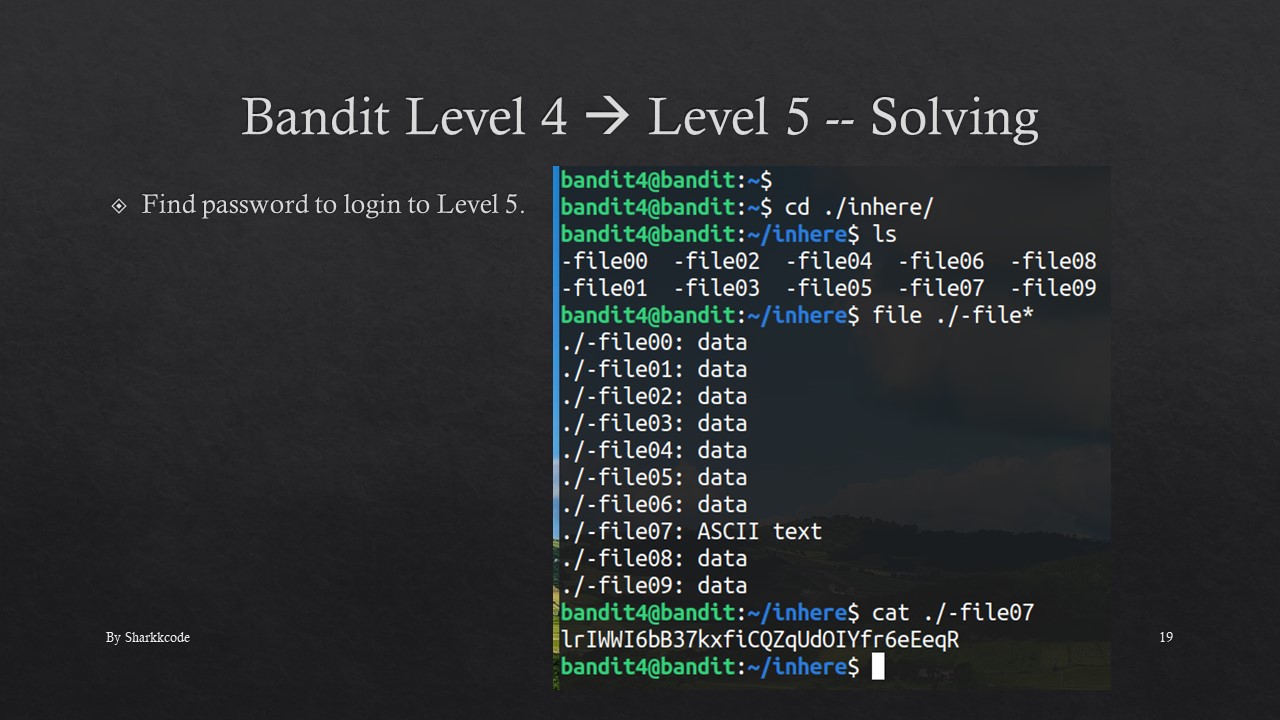 Bandit Level 4 → Level 5 -- Solving
Find password to login to Level 5.
bandit4@bandit:~$
bandit4@bandit:~$ cd ./inhere/
bandit4@bandit:~/inhere$ ls
-file00  -file02  -file04  -file06  -file08
-file01  -file03  -file05  -file07  -file09
bandit4@bandit:~/inhere$ file ./-file*
./-file00: data
./-file01: data
./-file02: data
./-file03: data
./-file04: data
./-file05: data
./-file06: data
./-file07: ASCII text
./-file08: data
./-file09: data
bandit4@bandit:~/inhere$ cat ./-file07
lrIWWI6bB37kxfiCQZqUdOIYfr6eEeqR
bandit4@bandit:~/inhere$
By Sharkkcode
19